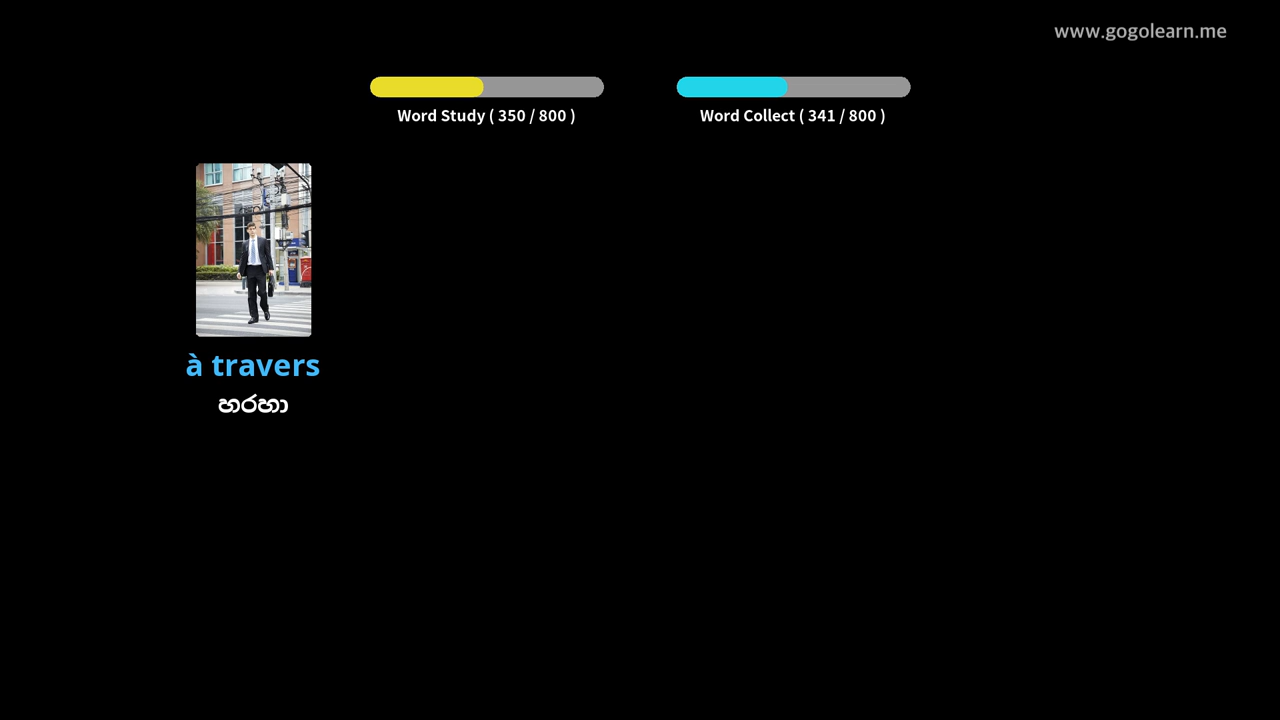 www.gogolearn.me
Word Study ( 350 / 800 )
Word Collect ( 341 / 800 )
à travers
හරහා